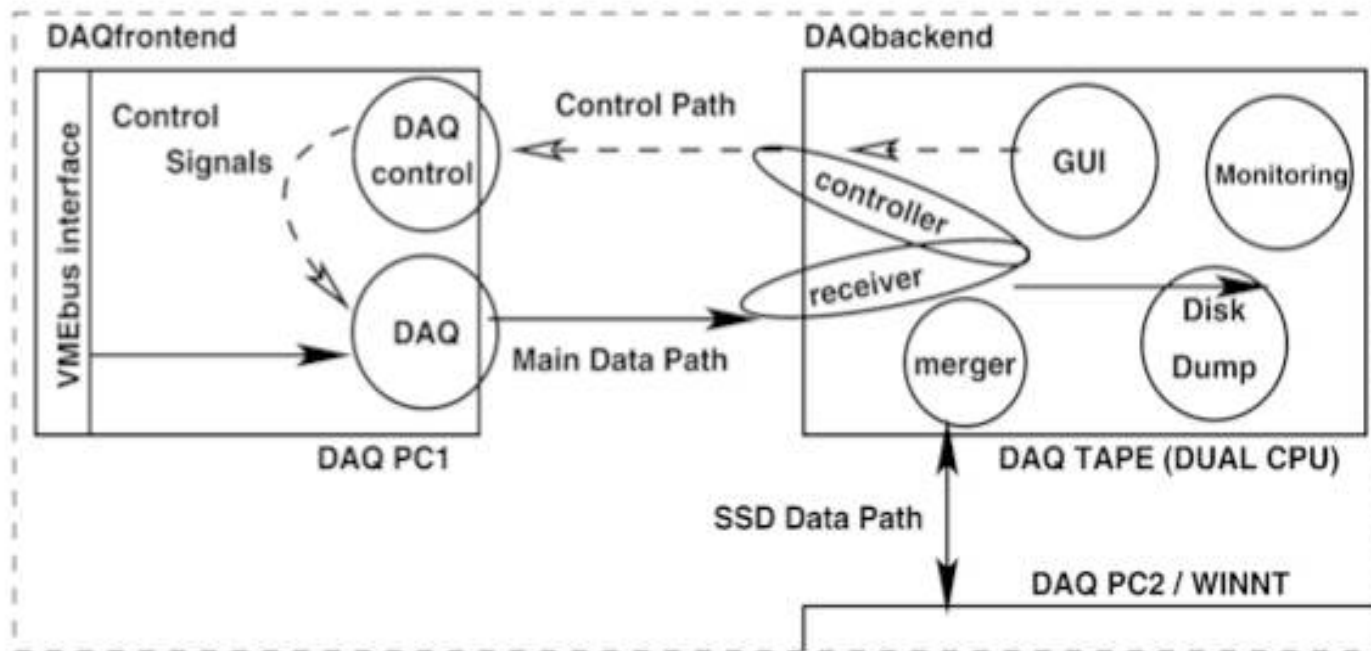 DAQfrontend
DAQbackend
VMEbus interface
Control
Signals
DAQ
control
DAQ
Control Path
Main Data Path
controller
receiver
GUI
Monitoring
merger
Disk
Dump
DAQ PC1
DAQ TAPE (DUAL CPU)
SSD Data Path
DAQ PC2 / WINNT